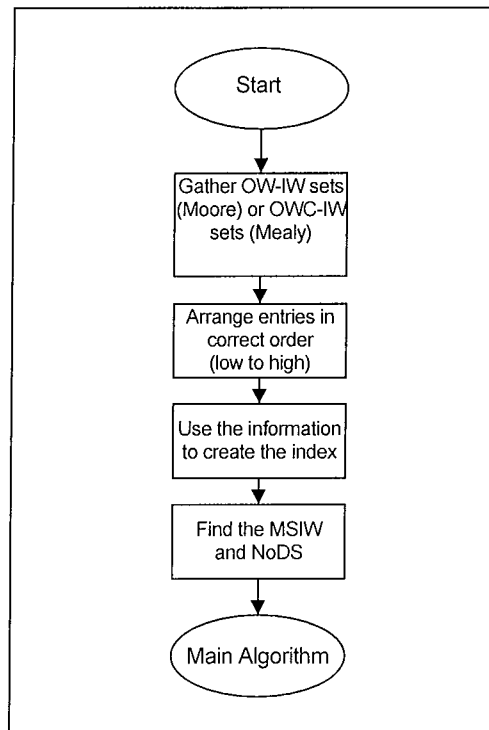 Start
Gather OW-IW sets
(Moore) or OWC-IW
sets (Mealy)
Arrange entries in
correct order
(low to high)
Use the information
to create the index
Find the MSIW
and NoDS
Main Algorithm